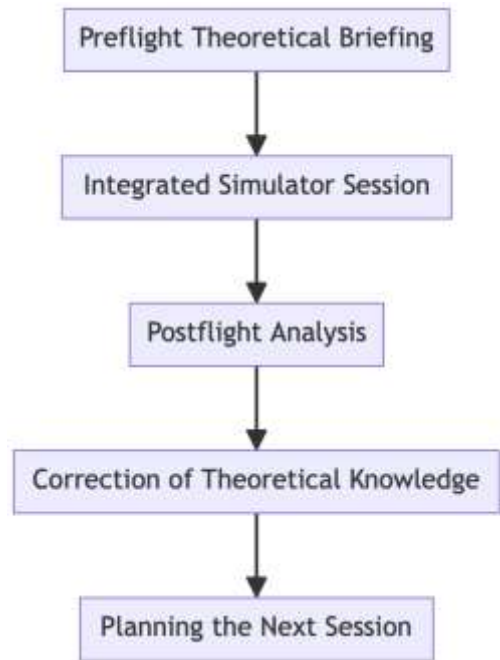 Preflight Theoretical Briefing
Integrated Simulator Session
Postflight Analysis
Correction of Theoretical Knowledge
Planning the Next Session